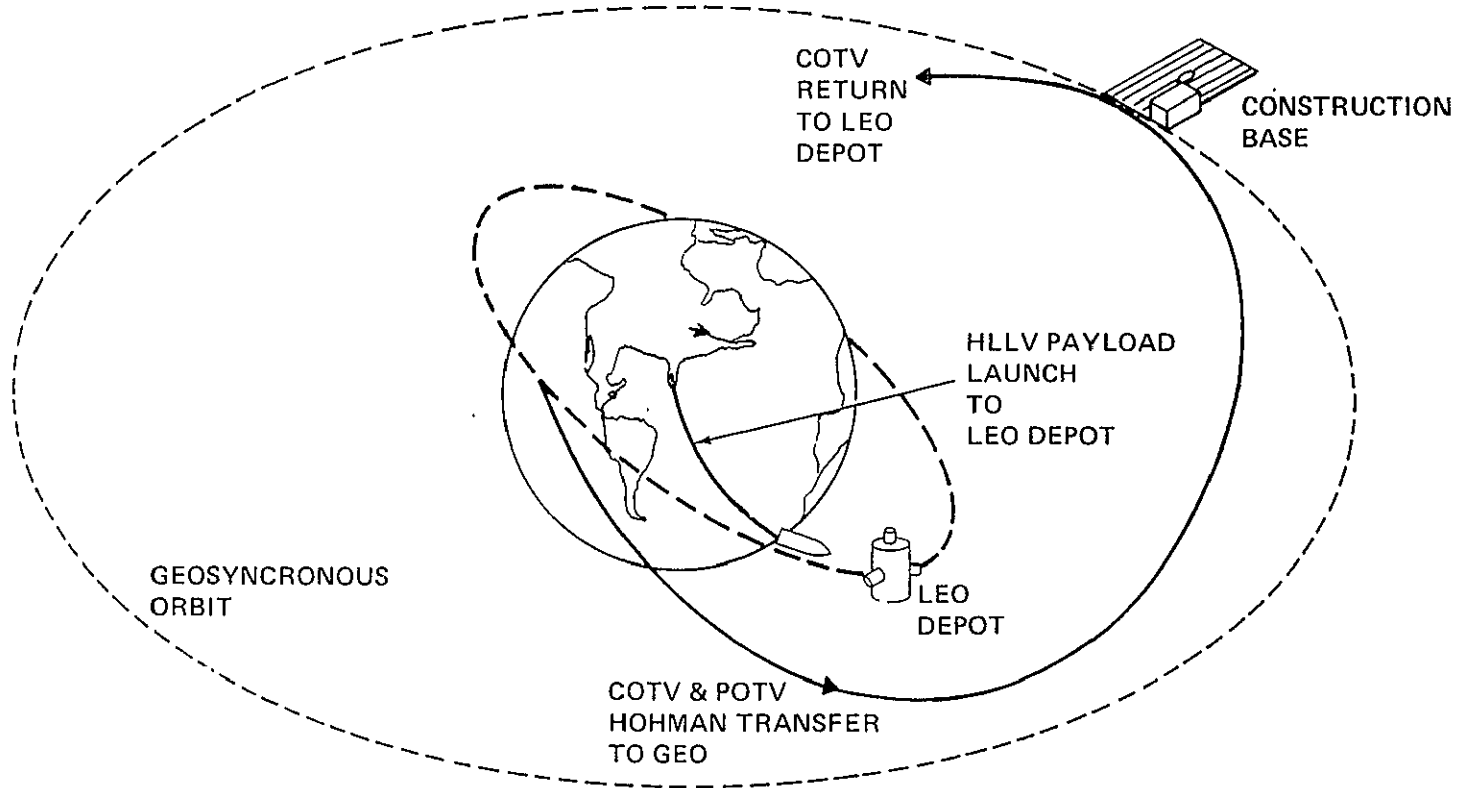 COTV
RETURN
TO LEO
DEPOT
CONSTRUCTION
BASE
HLLV PAYLOAD
LAUNCH
TO
LEO DEPOT
GEOSYNCRONOUS
ORBIT
LEO
DEPOT
COTV & POTV
HOHMAN TRANSFER
TO GEO